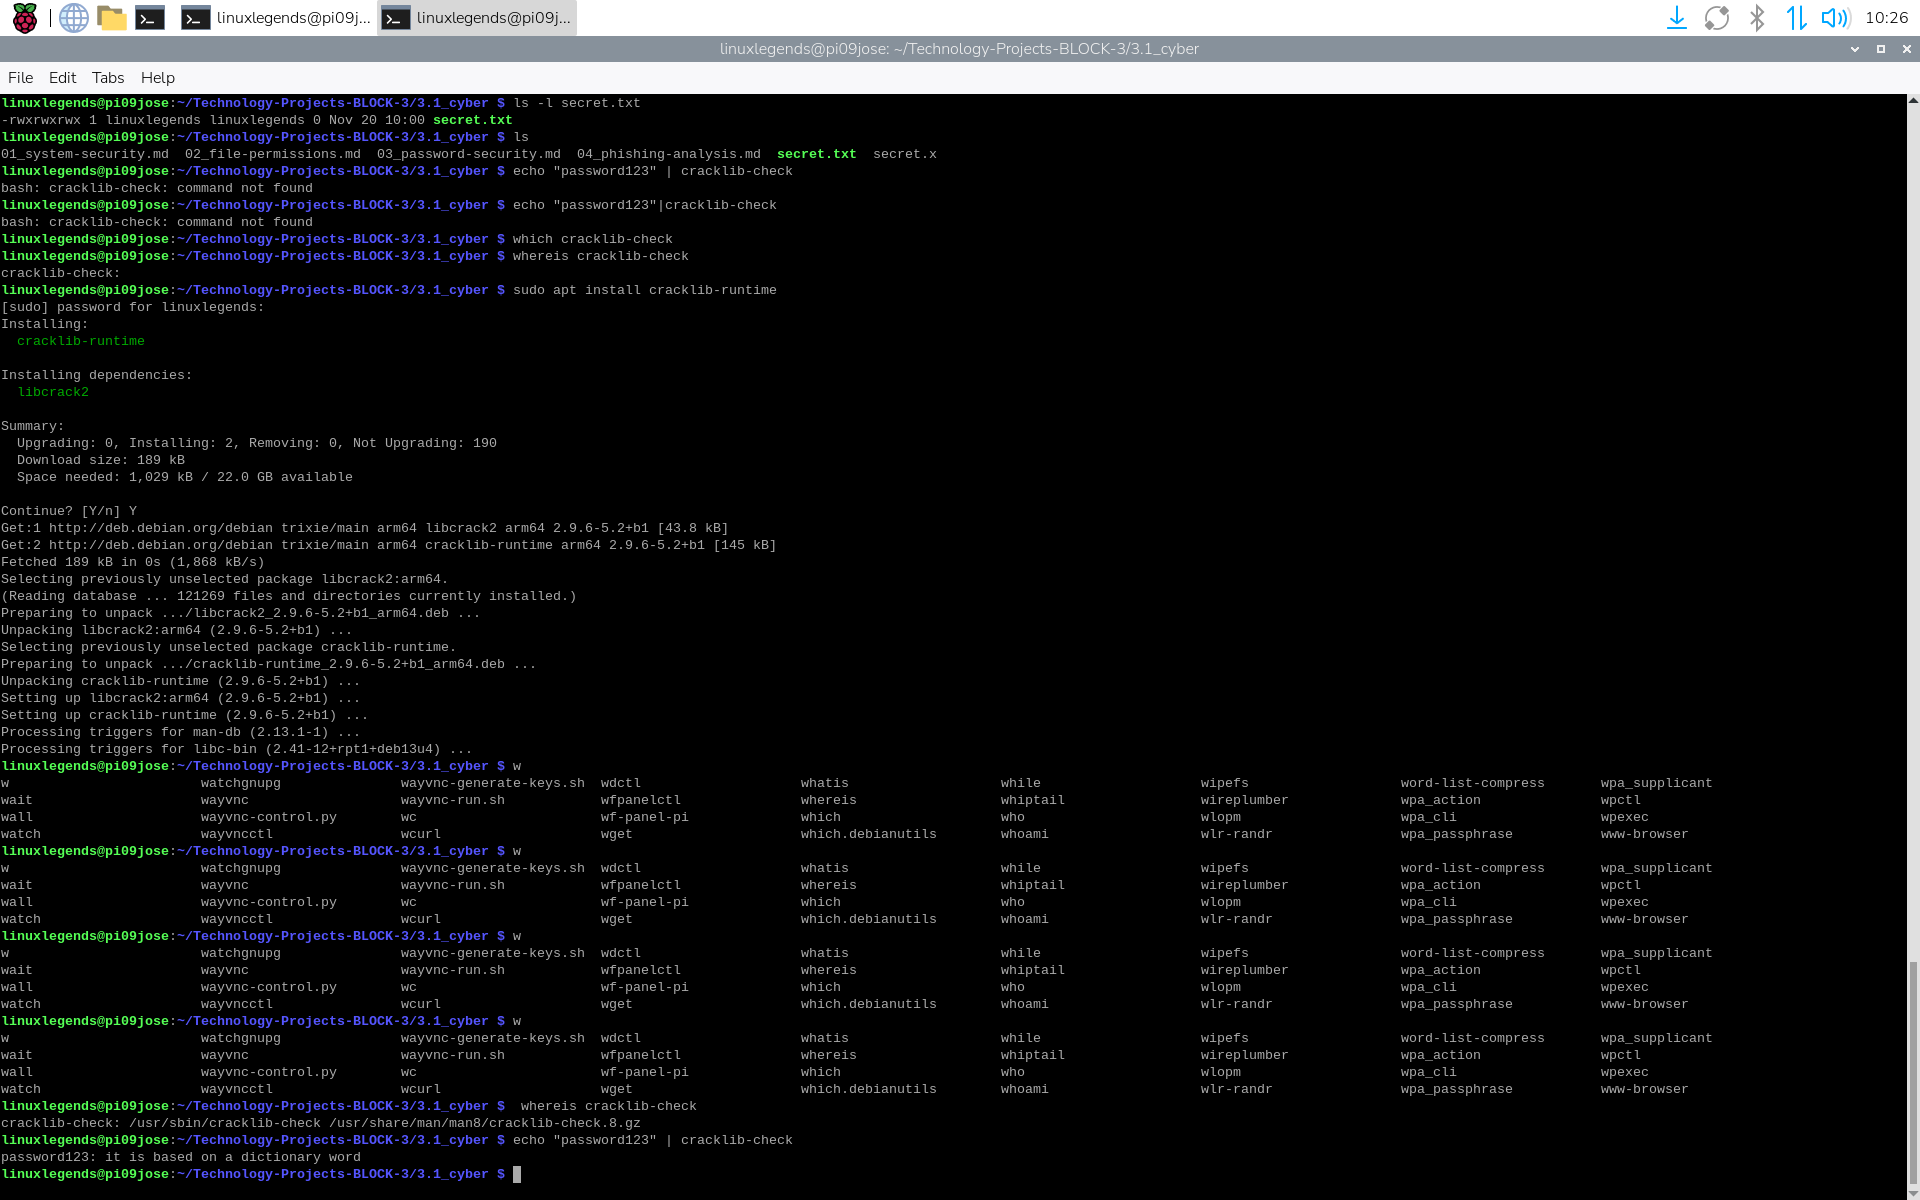 linuxlegends@pi09j... linuxlegends@pi09j... 10:26
linuxlegends@pi09jose: ~/Technology-Projects-BLOCK-3/3.1_cyber
File Edit Tabs Help
linuxlegends@pi09jose:~/Technology-Projects-BLOCK-3/3.1_cyber $ ls -l secret.txt
-rwxrwxrwx 1 linuxlegends linuxlegends 0 Nov 20 10:00 secret.txt
linuxlegends@pi09jose:~/Technology-Projects-BLOCK-3/3.1_cyber $ ls
01_system-security.md  02_file-permissions.md  03_password-security.md  04_phishing-analysis.md  secret.txt  secret.x
linuxlegends@pi09jose:~/Technology-Projects-BLOCK-3/3.1_cyber $ echo "password123" | cracklib-check
bash: cracklib-check: command not found
linuxlegends@pi09jose:~/Technology-Projects-BLOCK-3/3.1_cyber $ echo "password123"|cracklib-check
bash: cracklib-check: command not found
linuxlegends@pi09jose:~/Technology-Projects-BLOCK-3/3.1_cyber $ which cracklib-check
linuxlegends@pi09jose:~/Technology-Projects-BLOCK-3/3.1_cyber $ whereis cracklib-check
cracklib-check:
linuxlegends@pi09jose:~/Technology-Projects-BLOCK-3/3.1_cyber $ sudo apt install cracklib-runtime
[sudo] password for linuxlegends:
Installing:
  cracklib-runtime
Installing dependencies:
  libcrack2
Summary:
  Upgrading: 0, Installing: 2, Removing: 0, Not Upgrading: 190
  Download size: 189 kB
  Space needed: 1,029 kB / 22.0 GB available
Continue? [Y/n] Y
Get:1 http://deb.debian.org/debian trixie/main arm64 libcrack2 arm64 2.9.6-5.2+b1 [43.8 kB]
Get:2 http://deb.debian.org/debian trixie/main arm64 cracklib-runtime arm64 2.9.6-5.2+b1 [145 kB]
Fetched 189 kB in 0s (1,868 kB/s)
Selecting previously unselected package libcrack2:arm64.
(Reading database ... 121269 files and directories currently installed.)
Preparing to unpack .../libcrack2_2.9.6-5.2+b1_arm64.deb ...
Unpacking libcrack2:arm64 (2.9.6-5.2+b1) ...
Selecting previously unselected package cracklib-runtime.
Preparing to unpack .../cracklib-runtime_2.9.6-5.2+b1_arm64.deb ...
Unpacking cracklib-runtime (2.9.6-5.2+b1) ...
Setting up libcrack2:arm64 (2.9.6-5.2+b1) ...
Setting up cracklib-runtime (2.9.6-5.2+b1) ...
Processing triggers for man-db (2.13.1-1) ...
Processing triggers for libc-bin (2.41-12+rpt1+deb13u4) ...
linuxlegends@pi09jose:~/Technology-Projects-BLOCK-3/3.1_cyber $ w
w watchgnupg wayvnc-generate-keys.sh wdctl whatis while wipefs word-list-compress wpa_supplicant
wait wayvnc wayvnc-run.sh wfpanelctl whereis whiptail wireplumber wpa_action wpctl
wall wayvnc-control.py wc wf-panel-pi which who wlopm wpa_cli wpexec
watch wayvncctl wcurl wget which.debianutils whoami wlr-randr wpa_passphrase www-browser
linuxlegends@pi09jose:~/Technology-Projects-BLOCK-3/3.1_cyber $ w
w watchgnupg wayvnc-generate-keys.sh wdctl whatis while wipefs word-list-compress wpa_supplicant
wait wayvnc wayvnc-run.sh wfpanelctl whereis whiptail wireplumber wpa_action wpctl
wall wayvnc-control.py wc wf-panel-pi which who wlopm wpa_cli wpexec
watch wayvncctl wcurl wget which.debianutils whoami wlr-randr wpa_passphrase www-browser
linuxlegends@pi09jose:~/Technology-Projects-BLOCK-3/3.1_cyber $ w
w watchgnupg wayvnc-generate-keys.sh wdctl whatis while wipefs word-list-compress wpa_supplicant
wait wayvnc wayvnc-run.sh wfpanelctl whereis whiptail wireplumber wpa_action wpctl
wall wayvnc-control.py wc wf-panel-pi which who wlopm wpa_cli wpexec
watch wayvncctl wcurl wget which.debianutils whoami wlr-randr wpa_passphrase www-browser
linuxlegends@pi09jose:~/Technology-Projects-BLOCK-3/3.1_cyber $ w
w watchgnupg wayvnc-generate-keys.sh wdctl whatis while wipefs word-list-compress wpa_supplicant
wait wayvnc wayvnc-run.sh wfpanelctl whereis whiptail wireplumber wpa_action wpctl
wall wayvnc-control.py wc wf-panel-pi which who wlopm wpa_cli wpexec
watch wayvncctl wcurl wget which.debianutils whoami wlr-randr wpa_passphrase www-browser
linuxlegends@pi09jose:~/Technology-Projects-BLOCK-3/3.1_cyber $  whereis cracklib-check
cracklib-check: /usr/sbin/cracklib-check /usr/share/man/man8/cracklib-check.8.gz
linuxlegends@pi09jose:~/Technology-Projects-BLOCK-3/3.1_cyber $ echo "password123" | cracklib-check
password123: it is based on a dictionary word
linuxlegends@pi09jose:~/Technology-Projects-BLOCK-3/3.1_cyber $